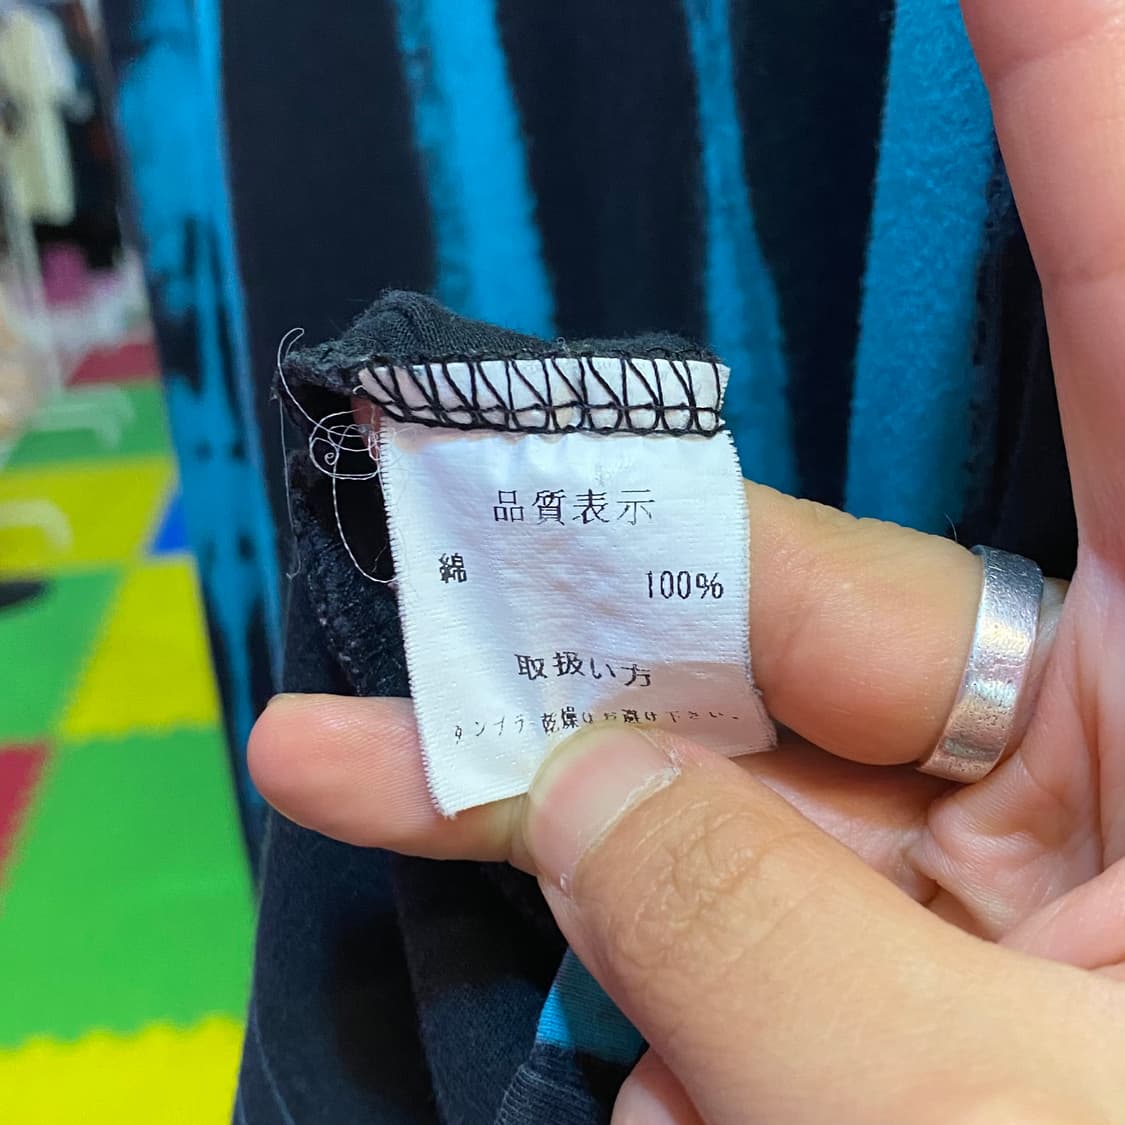 品質表示
綿 100%
取扱い方
タンブラー乾燥はお避け下さい。